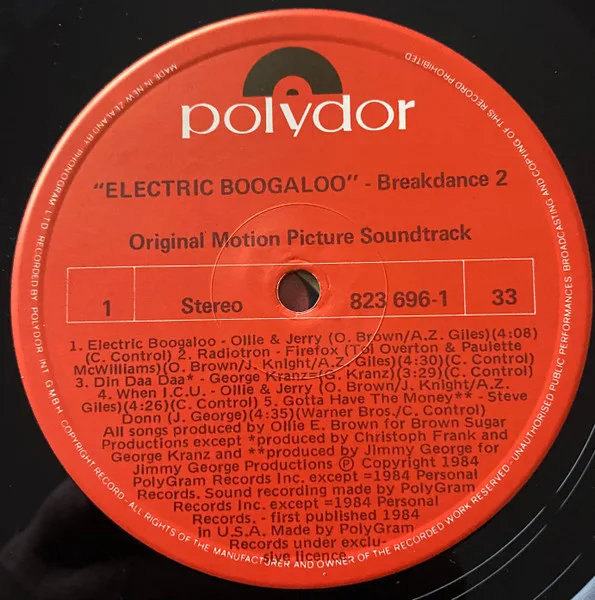 polydor
"ELECTRIC BOOGALOO" - Breakdance 2
Original Motion Picture Soundtrack
1 Stereo 823 696-1 33
1. Electric Boogaloo - Ollie & Jerry (O. Brown/A.Z. Giles)(4:08)
(C. Control) 2. Radiotron - Firefox (Toi Overton & Paulette
McWilliams)(O. Brown/J. Knight/A.Z. Giles)(4:30)(C. Control)
3. Din Daa Daa* - George Kranz (G. Kranz)(3:29)(C. Control)
4. When I.C.U. - Ollie & Jerry (O. Brown/J. Knight/A.Z.
Giles)(4:26)(C. Control) 5. Gotta Have The Money** - Steve
Donn (J. George)(4:35)(Warner Bros./C. Control)
All songs produced by Ollie E. Brown for Brown Sugar
Productions except *produced by Christoph Frank and
George Kranz and **produced by Jimmy George for
Jimmy George Productions Ⓟ Copyright 1984
PolyGram Records Inc. except =1984 Personal
Records. Sound recording made by PolyGram
Records Inc. except =1984 Personal
Records. - first published 1984
in U.S.A. Made by PolyGram
Records under exclu-
sive licence.
MADE IN NEW ZEALAND BY PHONOGRAM LTD RECORDED BY POLYDOR INT GMBH COPYRIGHT RECORD - ALL RIGHTS OF THE MANUFACTURER AND OWNER OF THE RECORDED WORK RESERVED - UNAUTHORISED PUBLIC PERFORMANCES BROADCASTING AND COPYING OF THIS RECORD PROHIBITED